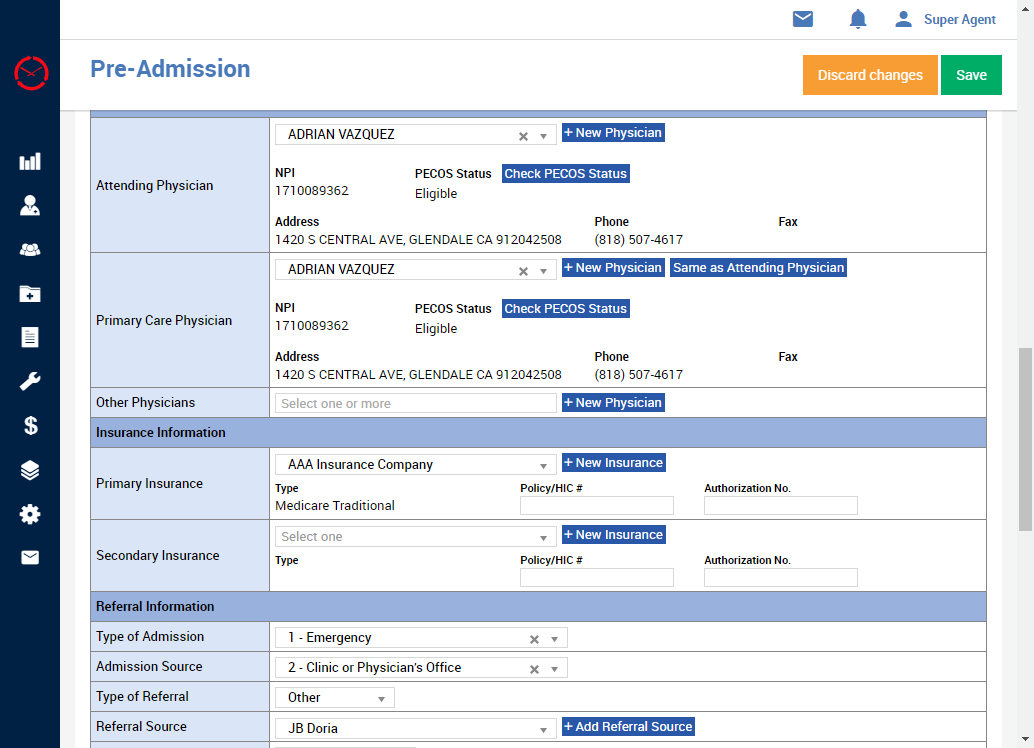 Super Agent
Pre-Admission
Discard changes
Save
Attending Physician
ADRIAN VAZQUEZ
+ New Physician
NPI
PECOS Status
Check PECOS Status
1710089362
Eligible
Address
Phone
Fax
1420 S CENTRAL AVE, GLENDALE CA 912042508
(818) 507-4617
Primary Care Physician
ADRIAN VAZQUEZ
+ New Physician
Same as Attending Physician
NPI
PECOS Status
Check PECOS Status
1710089362
Eligible
Address
Phone
Fax
1420 S CENTRAL AVE, GLENDALE CA 912042508
(818) 507-4617
Other Physicians
Select one or more
+ New Physician
Insurance Information
Primary Insurance
AAA Insurance Company
+ New Insurance
Type
Policy/HIC #
Authorization No.
Medicare Traditional
Secondary Insurance
Select one
+ New Insurance
Type
Policy/HIC #
Authorization No.
Referral Information
Type of Admission
1 - Emergency
Admission Source
2 - Clinic or Physician's Office
Type of Referral
Other
Referral Source
JB Doria
+ Add Referral Source